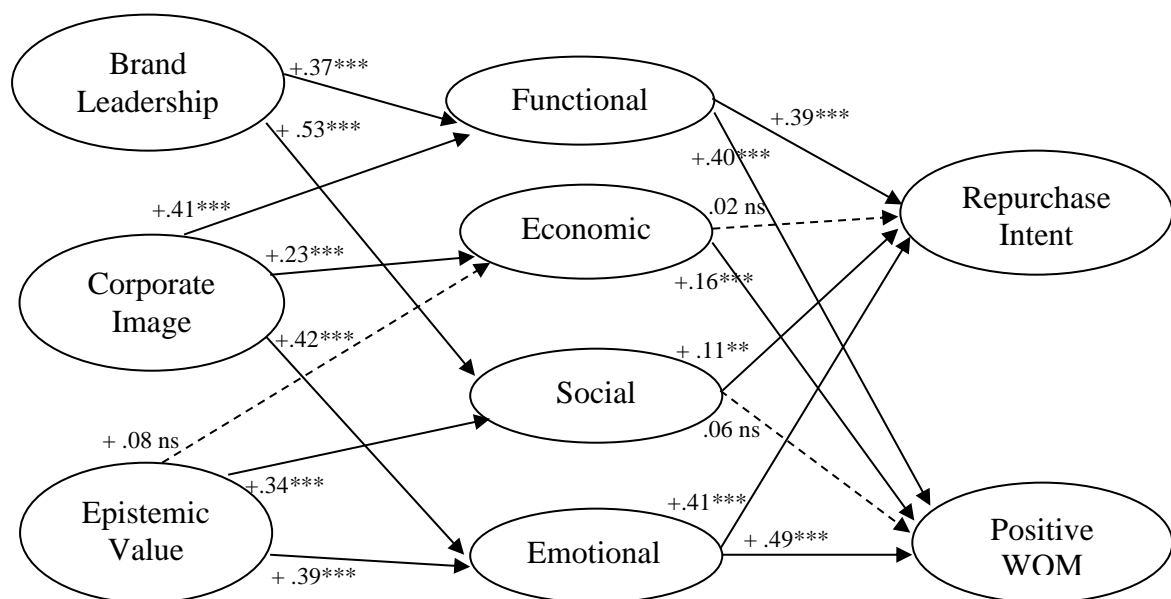 Brand
Leadership
+.37***
+ .53***
Functional
+.39***
+.40***
Repurchase
Intent
+.41***
Corporate
Image
+.23***
+.42***
Economic
.02 ns
+.16***
Social
+ .11**
.06 ns
+ .08 ns
Epistemic
Value
+.34***
+ .39***
Emotional
+.41***
+ .49***
Positive
WOM